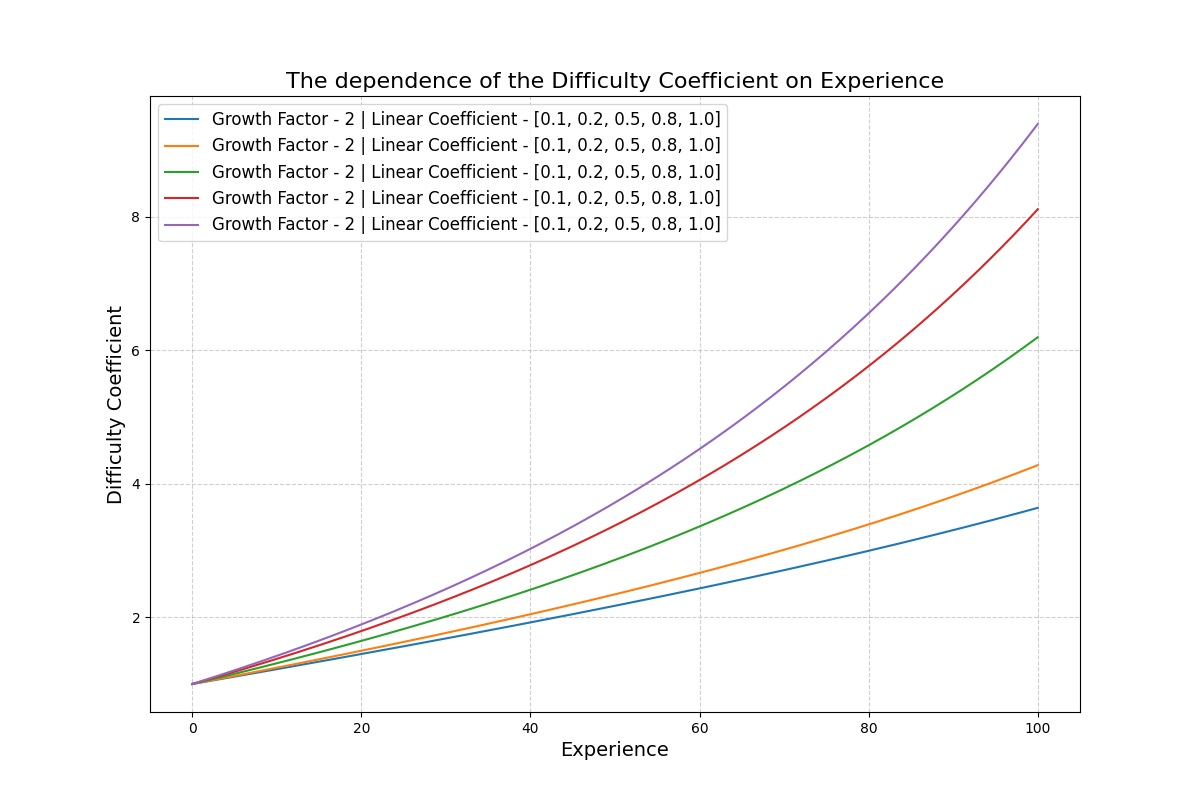 The dependence of the Difficulty Coefficient on Experience
Growth Factor - 2 | Linear Coefficient - [0.1, 0.2, 0.5, 0.8, 1.0]
Growth Factor - 2 | Linear Coefficient - [0.1, 0.2, 0.5, 0.8, 1.0]
Growth Factor - 2 | Linear Coefficient - [0.1, 0.2, 0.5, 0.8, 1.0]
Growth Factor - 2 | Linear Coefficient - [0.1, 0.2, 0.5, 0.8, 1.0]
Growth Factor - 2 | Linear Coefficient - [0.1, 0.2, 0.5, 0.8, 1.0]
Difficulty Coefficient
8
6
4
2
0 20 40 60 80 100
Experience